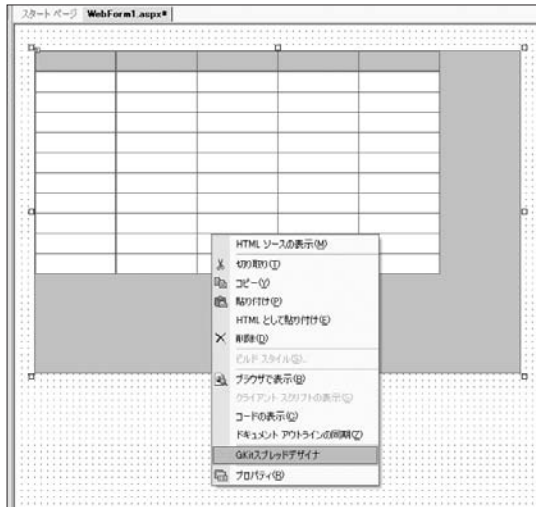 スタート ページ WebForm1.aspx*
HTML ソースの表示(M)
切り取り(T)
コピー(Y)
貼り付け(P)
HTML として貼り付け(E)
削除(D)
ビルド スタイル(S)...
ブラウザで表示(B)
クライアント スクリプトの表示(S)
コードの表示(C)
ドキュメント アウトラインの同期(Z)
GKitスプレッドデザイナ
プロパティ(R)